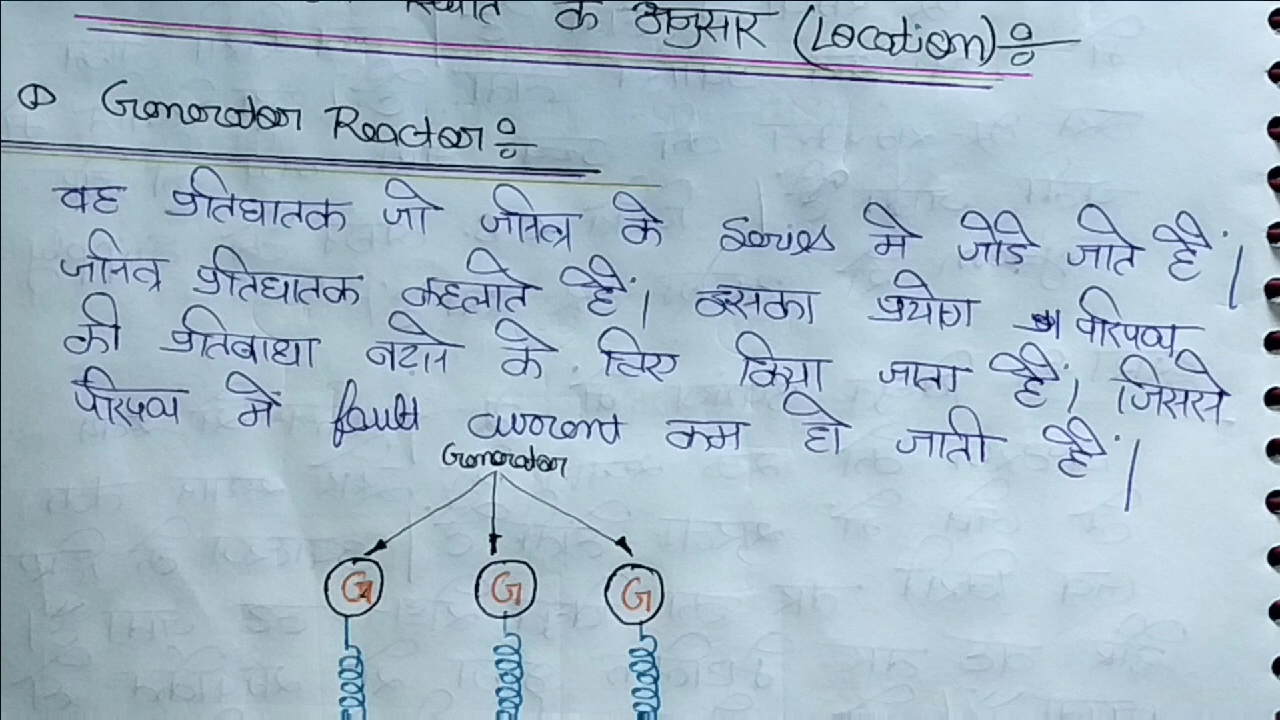 स्थिति के अनुसार (Location) ÷
① Generator Reactor ÷
वह प्रतिघातक जो जनित्र के Series मे जोड़े जाते हैं।
जनित्र प्रतिघातक कहलाते हैं। इसका प्रयोग परिपथ
की प्रतिबाधा बढ़ाने के लिए किया जाता हैं। जिससे
परिपथ में fault current कम हो जाती हैं।
Generator
G G G